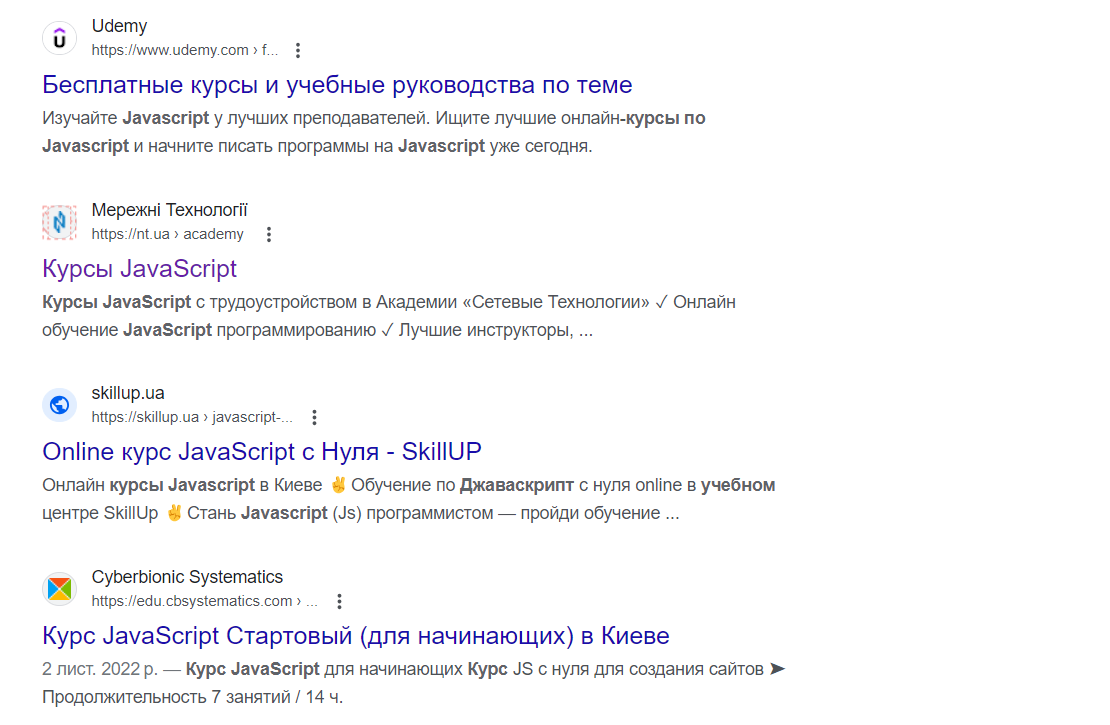 Udemy
https://www.udemy.com › f...
Бесплатные курсы и учебные руководства по теме
Изучайте Javascript у лучших преподавателей. Ищите лучшие онлайн-курсы по
Javascript и начните писать программы на Javascript уже сегодня.
Мережні Технології
https://nt.ua › academy
Курсы JavaScript
Курсы JavaScript с трудоустройством в Академии «Сетевые Технологии» ✓ Онлайн
обучение JavaScript программированию ✓ Лучшие инструкторы, ...
skillup.ua
https://skillup.ua › javascript-...
Online курс JavaScript с Нуля - SkillUP
Онлайн курсы Javascript в Киеве ✌ Обучение по Джаваскрипт с нуля online в учебном
центре SkillUp ✌ Стань Javascript (Js) программистом — пройди обучение ...
Cyberbionic Systematics
https://edu.cbsystematics.com › ...
Курс JavaScript Стартовый (для начинающих) в Киеве
2 лист. 2022 р. — Курс JavaScript для начинающих Курс JS с нуля для создания сайтов ➤
Продолжительность 7 занятий / 14 ч.